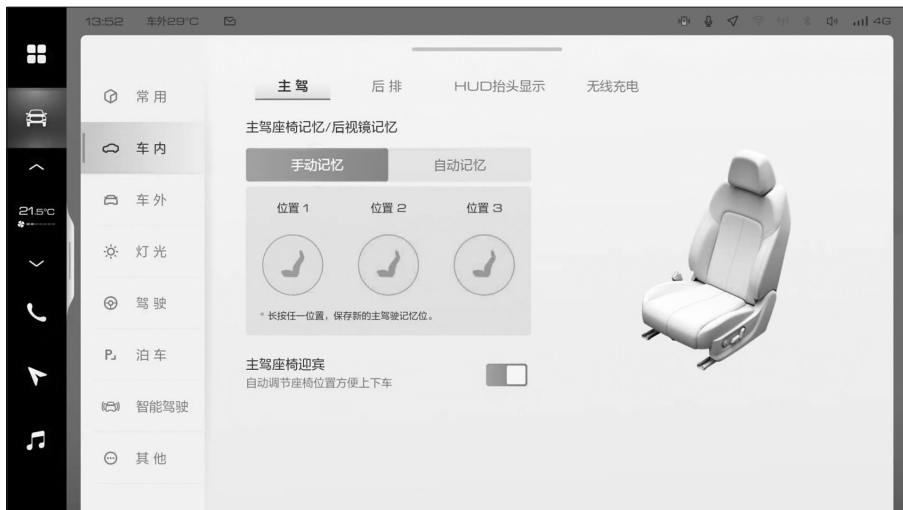 13:52 车外29°C 4G
21.5°C
常用
车内
车外
灯光
驾驶
P 泊车
智能驾驶
其他
主驾 后排 HUD抬头显示 无线充电
主驾座椅记忆/后视镜记忆
手动记忆 自动记忆
位置 1 位置 2 位置 3
* 长按任一位置，保存新的主驾驶记忆位。
主驾座椅迎宾
自动调节座椅位置方便上下车